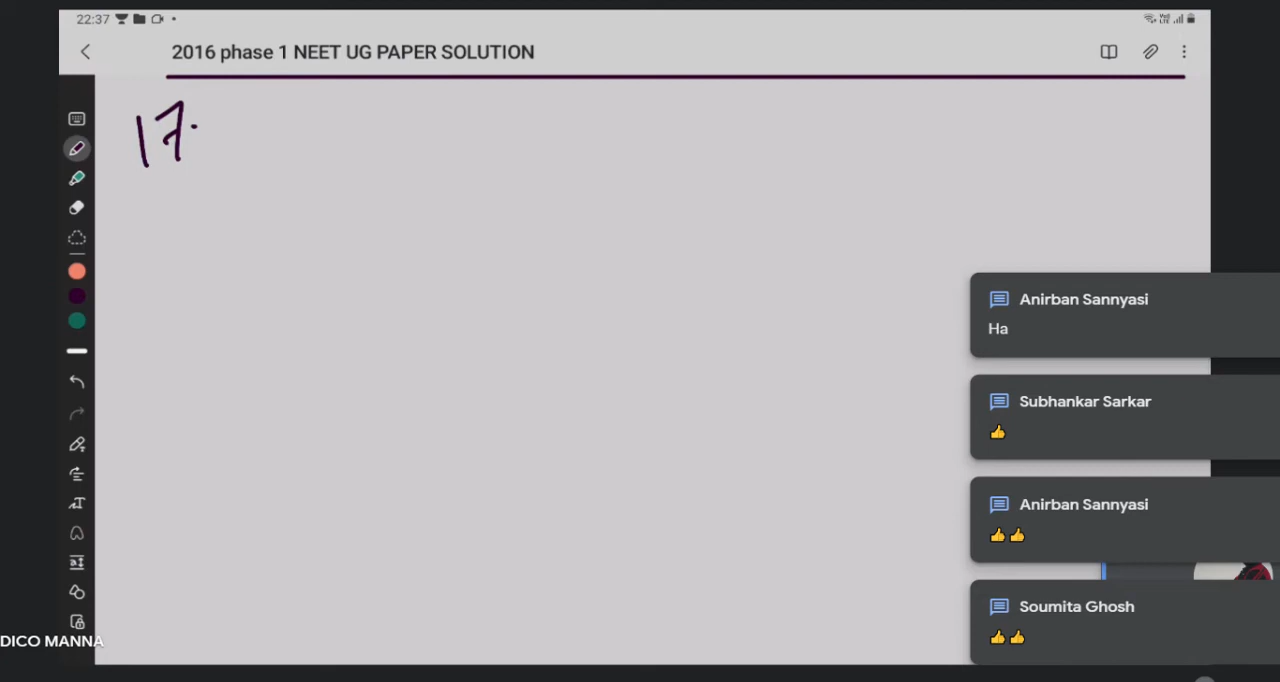 22:37
2016 phase 1 NEET UG PAPER SOLUTION
17.
Anirban Sannyasi
Ha
Subhankar Sarkar
👍
Anirban Sannyasi
👍👍
Soumita Ghosh
👍👍
DICO MANNA